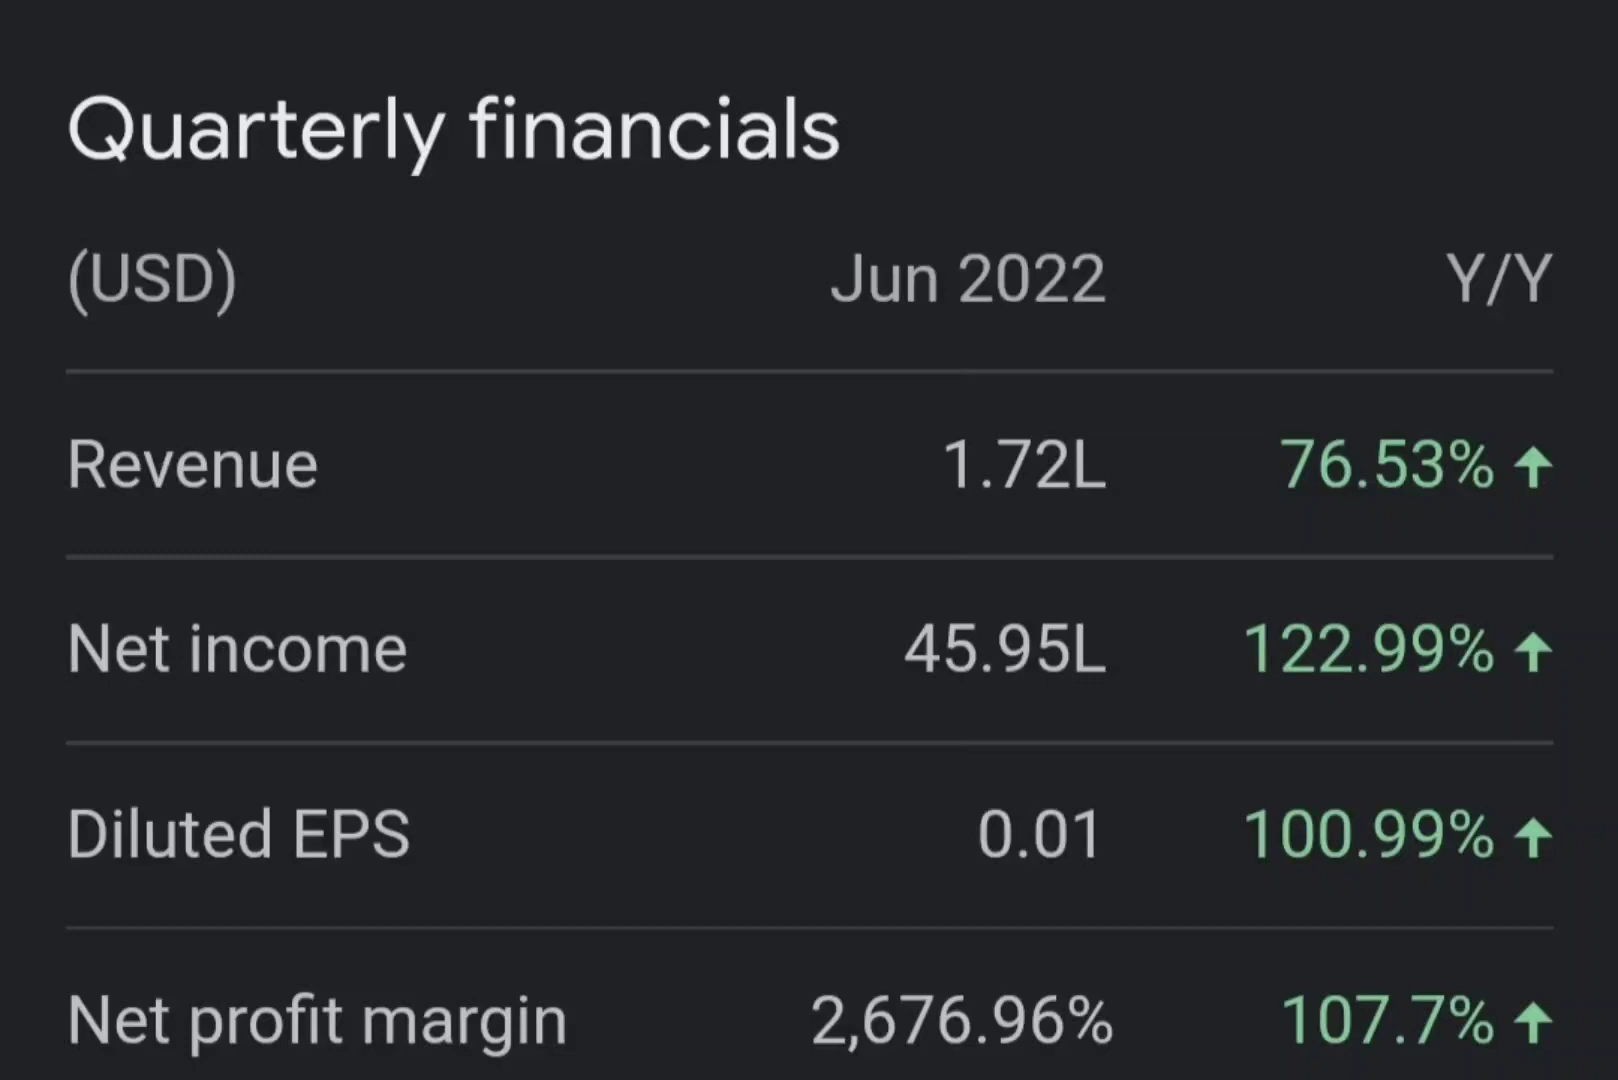 Quarterly financials
(USD) Jun 2022 Y/Y
Revenue 1.72L 76.53% ↑
Net income 45.95L 122.99% ↑
Diluted EPS 0.01 100.99% ↑
Net profit margin 2,676.96% 107.7% ↑